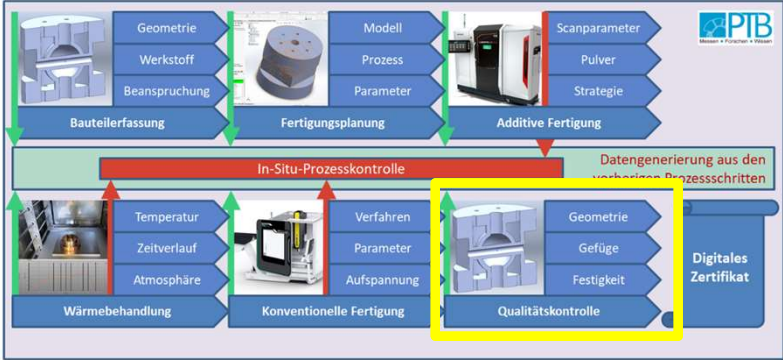 Geometrie
Werkstoff
Beanspruchung
Bauteilerfassung
Modell
Prozess
Parameter
Fertigungsplanung
Scanparameter
Pulver
Strategie
Additive Fertigung
PTB
Messen • Forschen • Wissen
In-Situ-Prozesskontrolle
Datengenerierung aus den
vorherigen Prozessschritten
Temperatur
Zeitverlauf
Atmosphäre
Wärmebehandlung
Verfahren
Parameter
Aufspannung
Konventionelle Fertigung
Geometrie
Gefüge
Festigkeit
Qualitätskontrolle
Digitales
Zertifikat